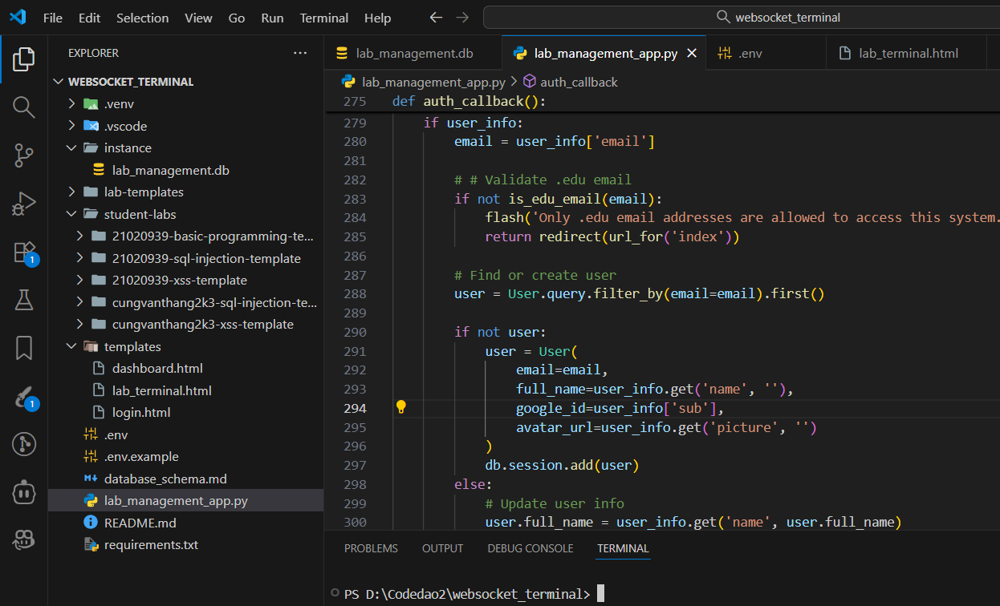 File Edit Selection View Go Run Terminal Help
websocket_terminal
EXPLORER
WEBSOCKET_TERMINAL
.venv
.vscode
instance
lab_management.db
lab-templates
student-labs
21020939-basic-programming-te...
21020939-sql-injection-template
21020939-xss-template
cungvanthang2k3-sql-injection-te...
cungvanthang2k3-xss-template
templates
dashboard.html
lab_terminal.html
login.html
.env
.env.example
database_schema.md
lab_management_app.py
README.md
requirements.txt
1
1
lab_management.db
lab_management_app.py
.env
lab_terminal.html
lab_management_app.py > auth_callback
275 def auth_callback():
279 if user_info:
280 email = user_info['email']
281
282 # # Validate .edu email
283 if not is_edu_email(email):
284 flash('Only .edu email addresses are allowed to access this system.
285 return redirect(url_for('index'))
286
287 # Find or create user
288 user = User.query.filter_by(email=email).first()
289
290 if not user:
291 user = User(
292 email=email,
293 full_name=user_info.get('name', ''),
294 google_id=user_info['sub'],
295 avatar_url=user_info.get('picture', '')
296 )
297 db.session.add(user)
298 else:
299 # Update user info
300 user.full_name = user_info.get('name', user.full_name)
PROBLEMS OUTPUT DEBUG CONSOLE TERMINAL
PS D:\Codedao2\websocket_terminal>